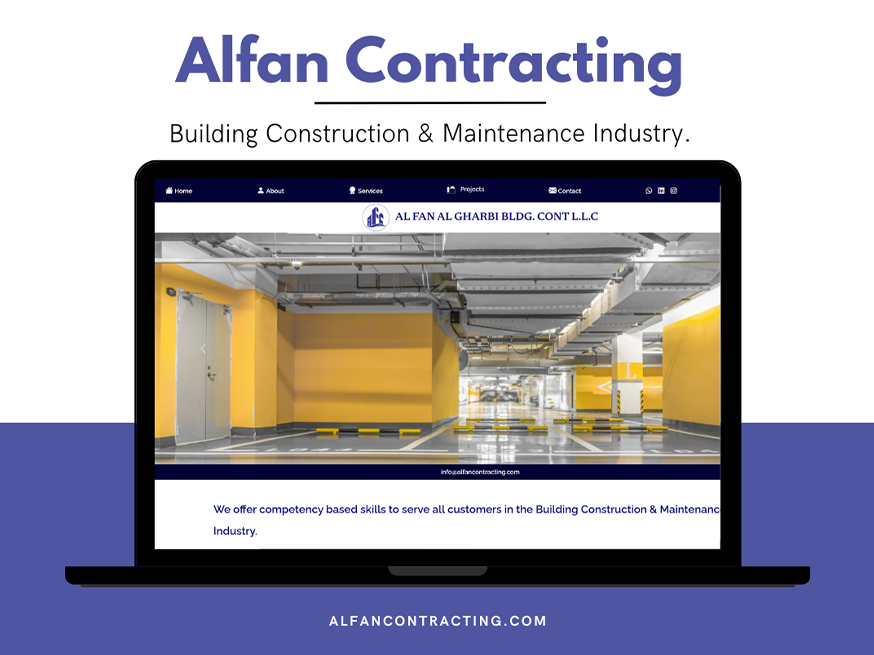 Alfan Contracting
Building Construction & Maintenance Industry.
Home About Services Projects Contact
AL FAN AL GHARBI BLDG. CONT L.L.C
info@alfancontracting.com
We offer competency based skills to serve all customers in the Building Construction & Maintenanc
Industry.
ALFANCONTRACTING.COM